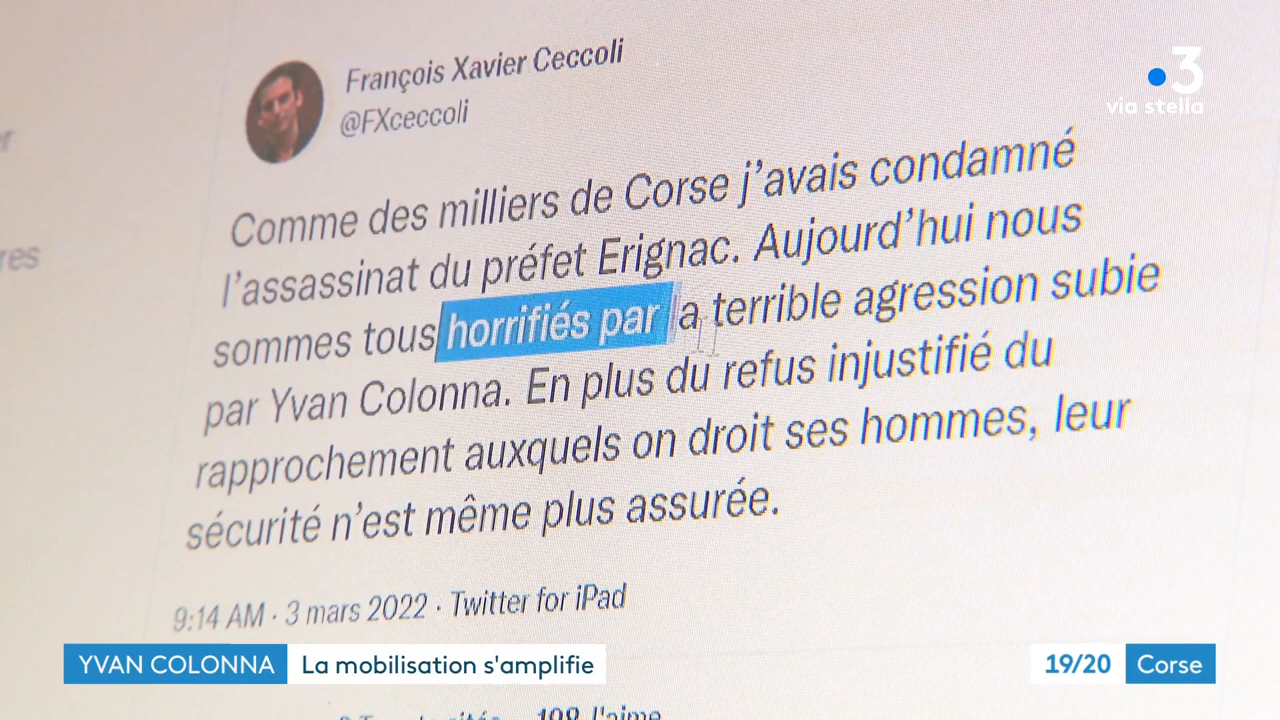 François Xavier Ceccoli
@FXceccoli
3
via stella
Comme des milliers de Corse j'avais condamné
l'assassinat du préfet Erignac. Aujourd'hui nous
sommes tous horrifiés par la terrible agression subie
par Yvan Colonna. En plus du refus injustifié du
rapprochement auxquels on droit ses hommes, leur
sécurité n'est même plus assurée.
9:14 AM · 3 mars 2022 · Twitter for iPad
YVAN COLONNA La mobilisation s'amplifie
19/20 Corse
108 J'aime